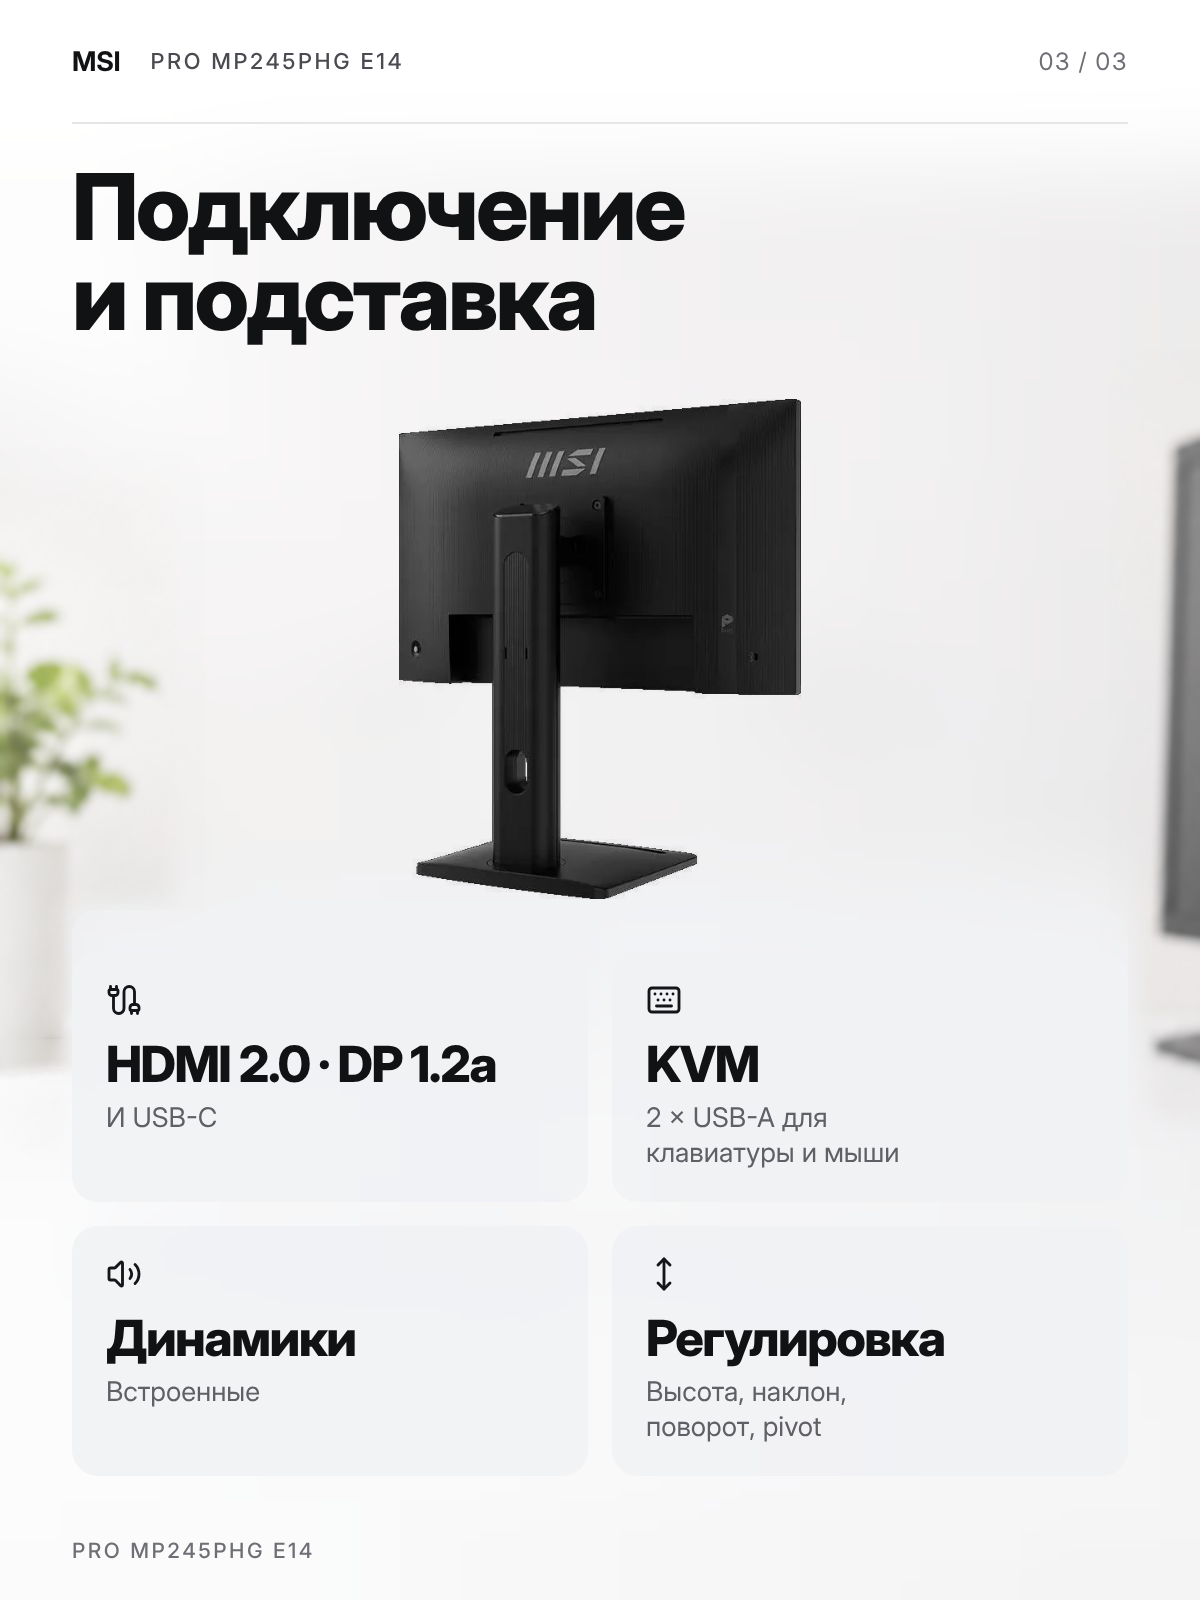 MSI PRO MP245PHG E14 03 / 03
Подключение
и подставка
MSI
HDMI 2.0 · DP 1.2a
И USB-C
KVM
2 × USB-A для
клавиатуры и мыши
Динамики
Встроенные
Регулировка
Высота, наклон,
поворот, pivot
PRO MP245PHG E14